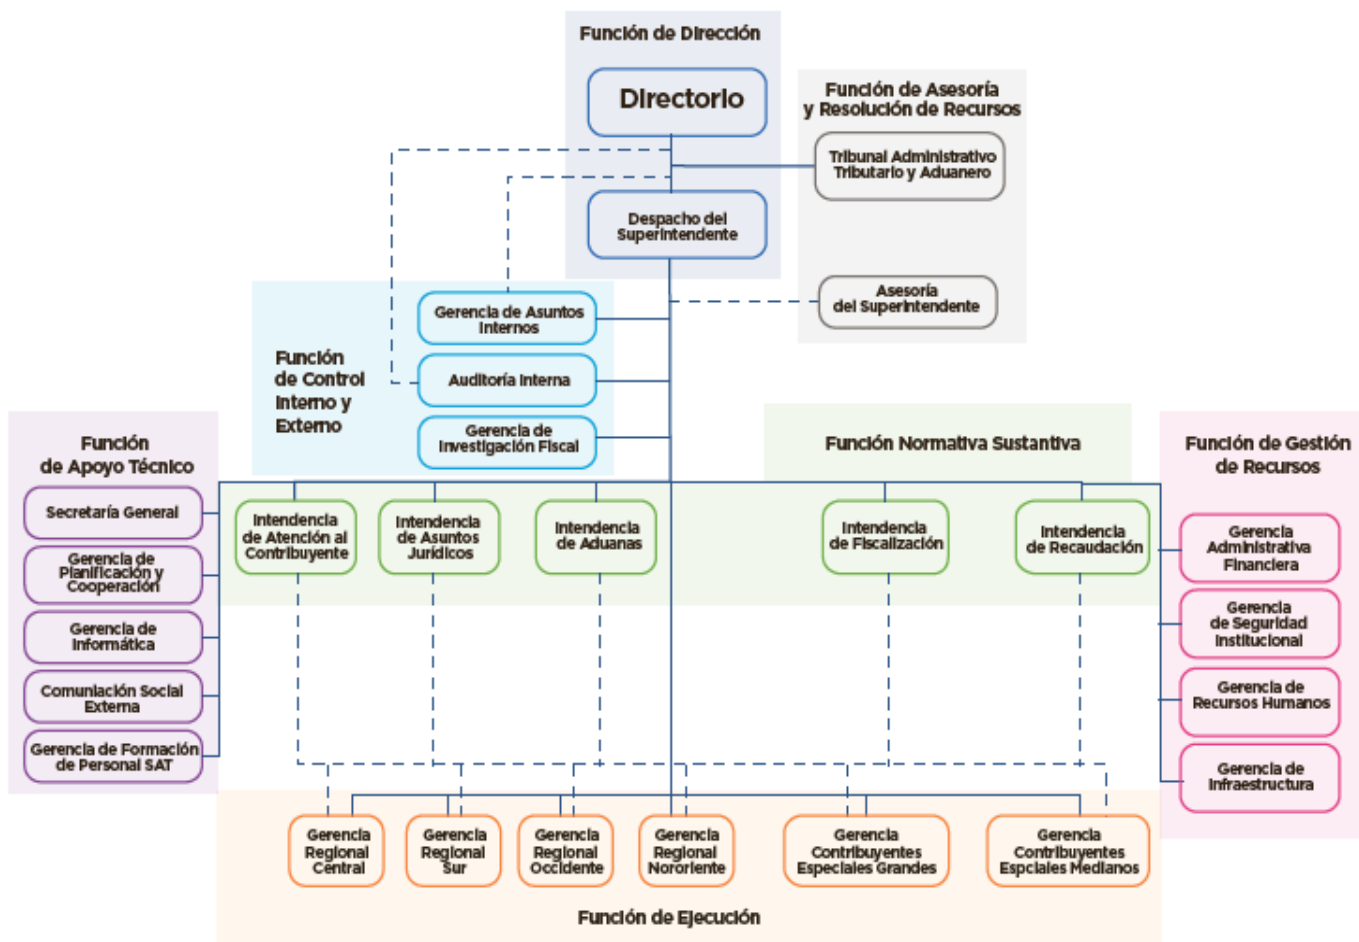 Función de Dirección
Directorio
Función de Asesoría
y Resolución de Recursos
Tribunal Administrativo
Tributario y Aduanero
Despacho del
Superintendente
Asesoría
del Superintendente
Gerencia de Asuntos
Internos
Función
de Control
Interno y
Externo
Auditoría Interna
Gerencia de
Investigación Fiscal
Función
de Apoyo Técnico
Función Normativa Sustantiva
Función de Gestión
de Recursos
Secretaría General
Gerencia de
Planificación y
Cooperación
Gerencia de
Informática
Comuniación Social
Externa
Gerencia de Formación
de Personal SAT
Intendencia
de Atención al
Contribuyente
Intendencia
de Asuntos
Jurídicos
Intendencia
de Aduanas
Intendencia
de Fiscalización
Intendencia
de Recaudación
Gerencia
Administrativa
Financiera
Gerencia
de Seguridad
Institucional
Gerencia de
Recursos Humanos
Gerencia de
Infraestructura
Gerencia
Regional
Central
Gerencia
Regional
Sur
Gerencia
Regional
Occidente
Gerencia
Regional
Nororiente
Gerencia
Contribuyentes
Especiales Grandes
Gerencia
Contribuyentes
Espciales Medianos
Función de Ejecución